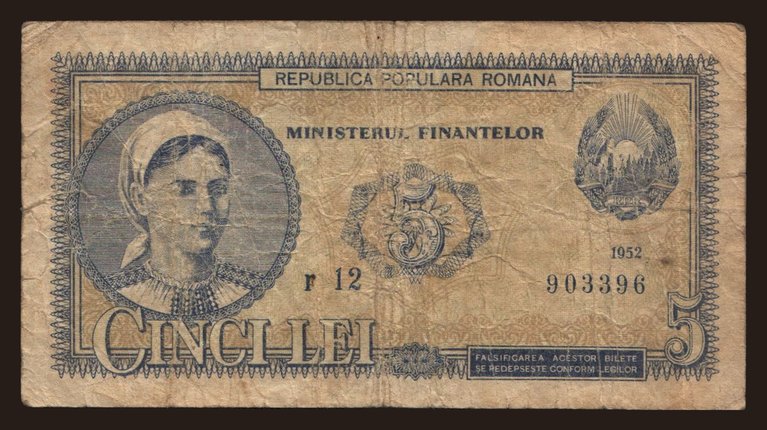 REPUBLICA POPULARA ROMANA
MINISTERUL FINANTELOR
5
1952
r 12
903396
CINCI LEI
5
FALSIFICAREA ACESTOR BILETE
SE PEDEPSESTE CONFORM LEGILOR